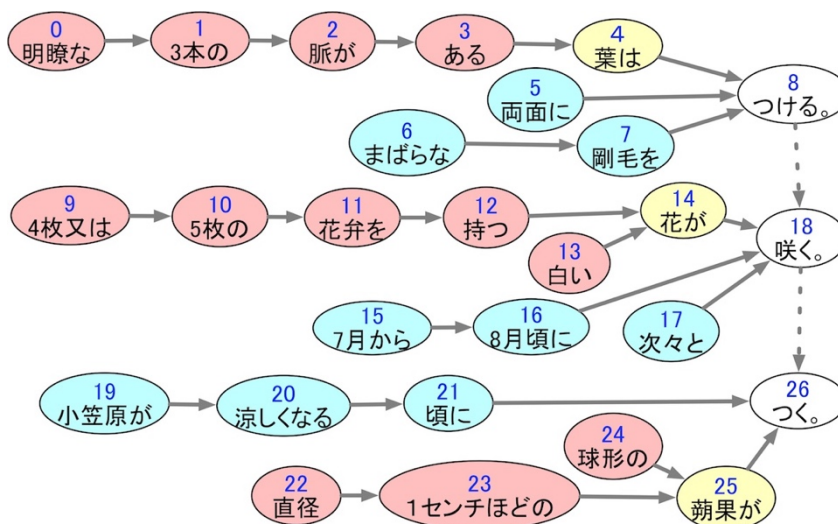 0
明瞭な
1
3本の
2
脈が
3
ある
4
葉は
5
両面に
6
まばらな
7
剛毛を
8
つける。
9
4枚又は
10
5枚の
11
花弁を
12
持つ
13
白い
14
花が
15
7月から
16
8月頃に
17
次々と
18
咲く。
19
小笠原が
20
涼しくなる
21
頃に
22
直径
23
1センチほどの
24
球形の
25
蒴果が
26
つく。